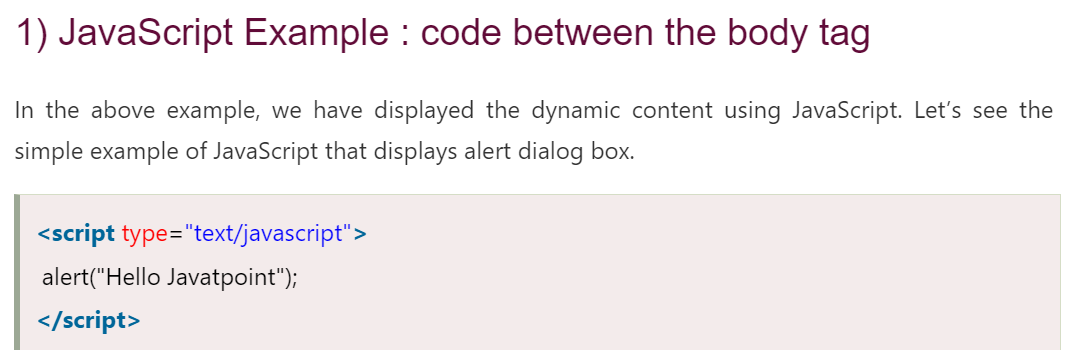 1) JavaScript Example : code between the body tag
In the above example, we have displayed the dynamic content using JavaScript. Let’s see the
simple example of JavaScript that displays alert dialog box.
<script type="text/javascript">
alert("Hello Javatpoint");
</script>